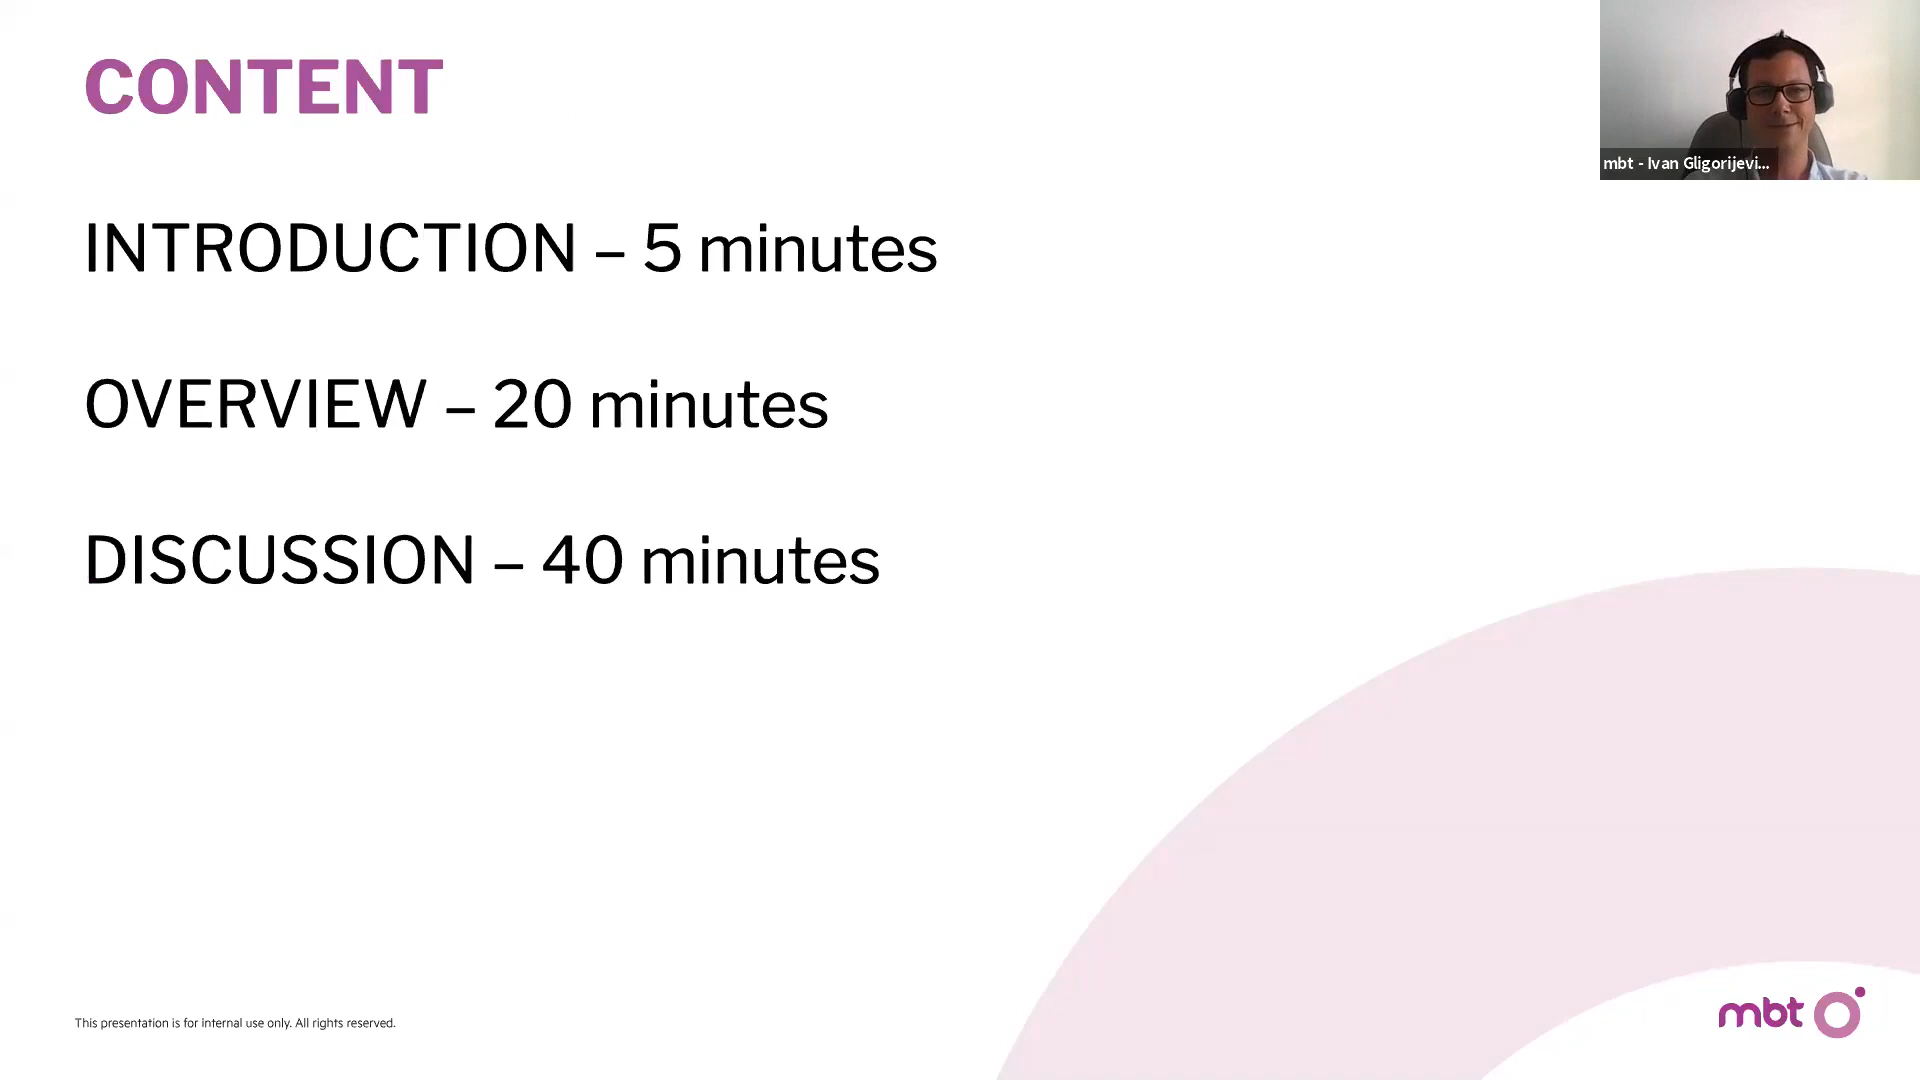 CONTENT
mbt - Ivan Gligorijevi...
INTRODUCTION – 5 minutes
OVERVIEW – 20 minutes
DISCUSSION – 40 minutes
This presentation is for internal use only. All rights reserved.
mbt